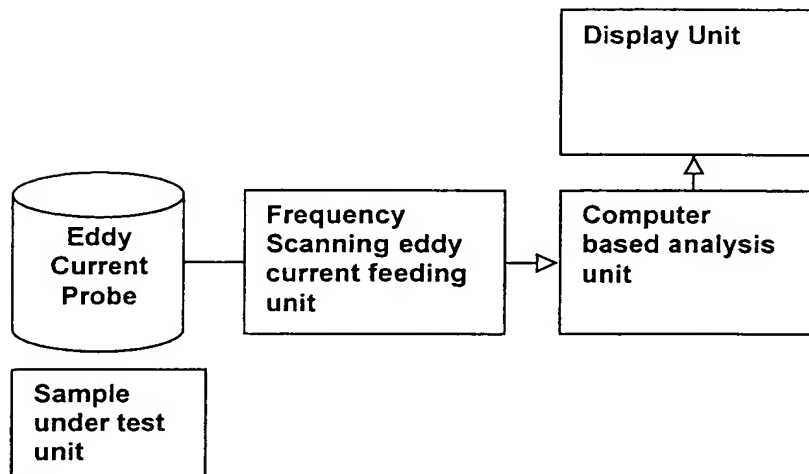 Display Unit
Eddy
Current
Probe
Frequency
Scanning eddy
current feeding
unit
Computer
based analysis
unit
Sample
under test
unit